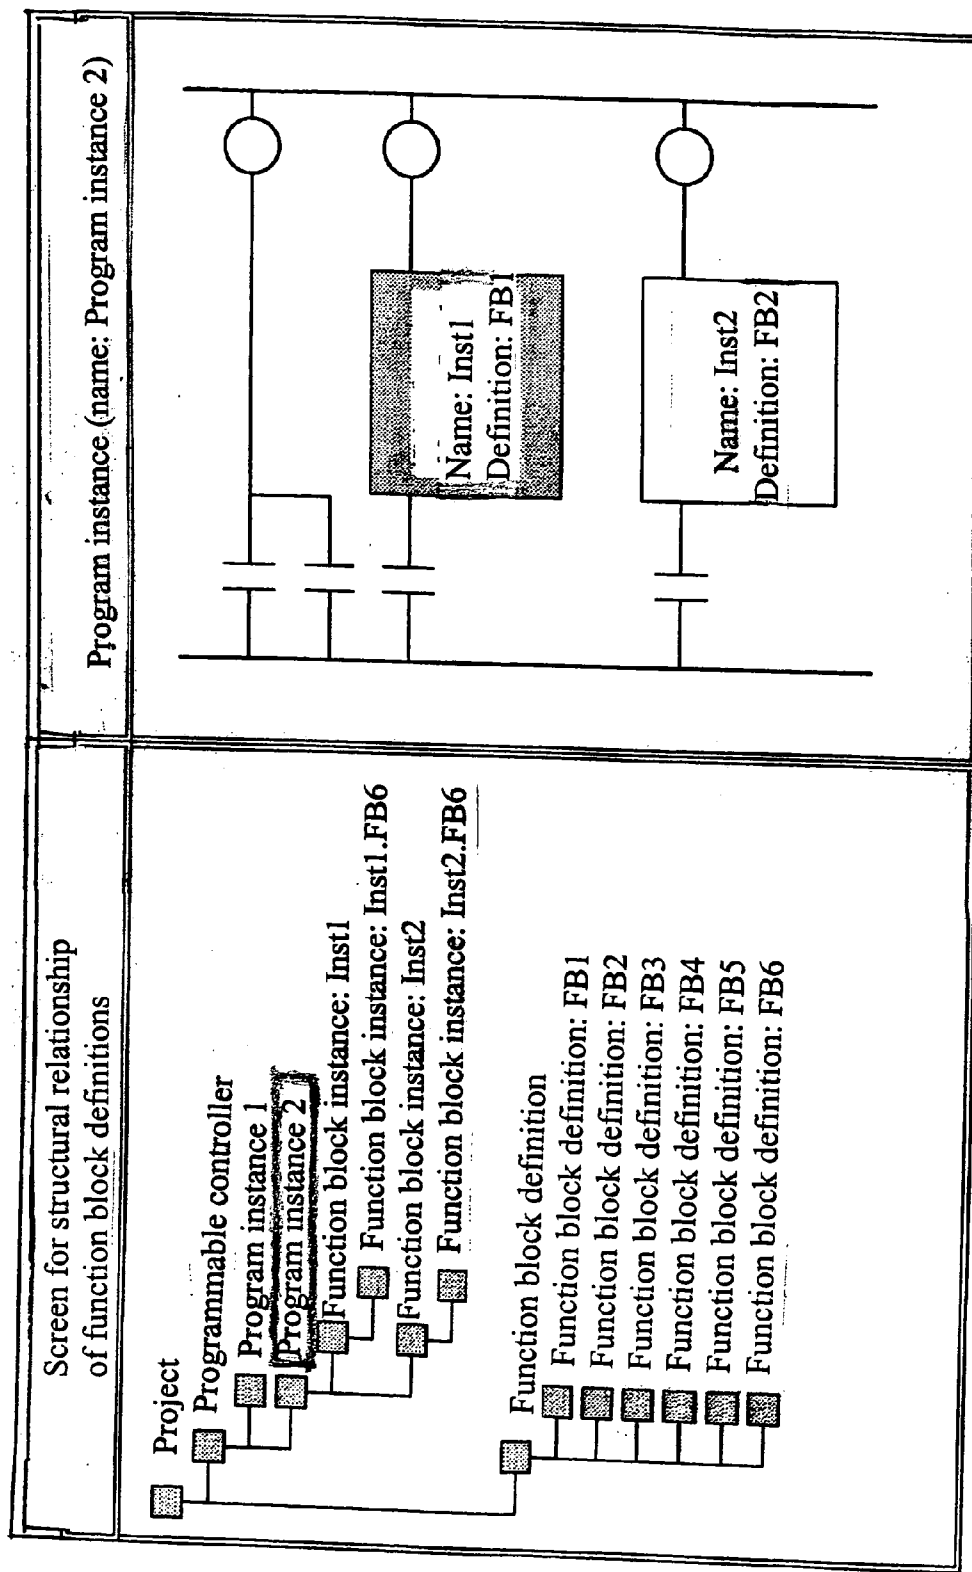 Screen for structural relationship
of function block definitions
Project
Programmable controller
Program instance 1
Program instance 2
Function block instance: Inst1
Function block instance: Inst1.FB6
Function block instance: Inst2
Function block instance: Inst2.FB6
Function block definition
Function block definition: FB1
Function block definition: FB2
Function block definition: FB3
Function block definition: FB4
Function block definition: FB5
Function block definition: FB6
Program instance (name: Program instance 2)
Name: Inst1
Definition: FB1
Name: Inst2
Definition: FB2